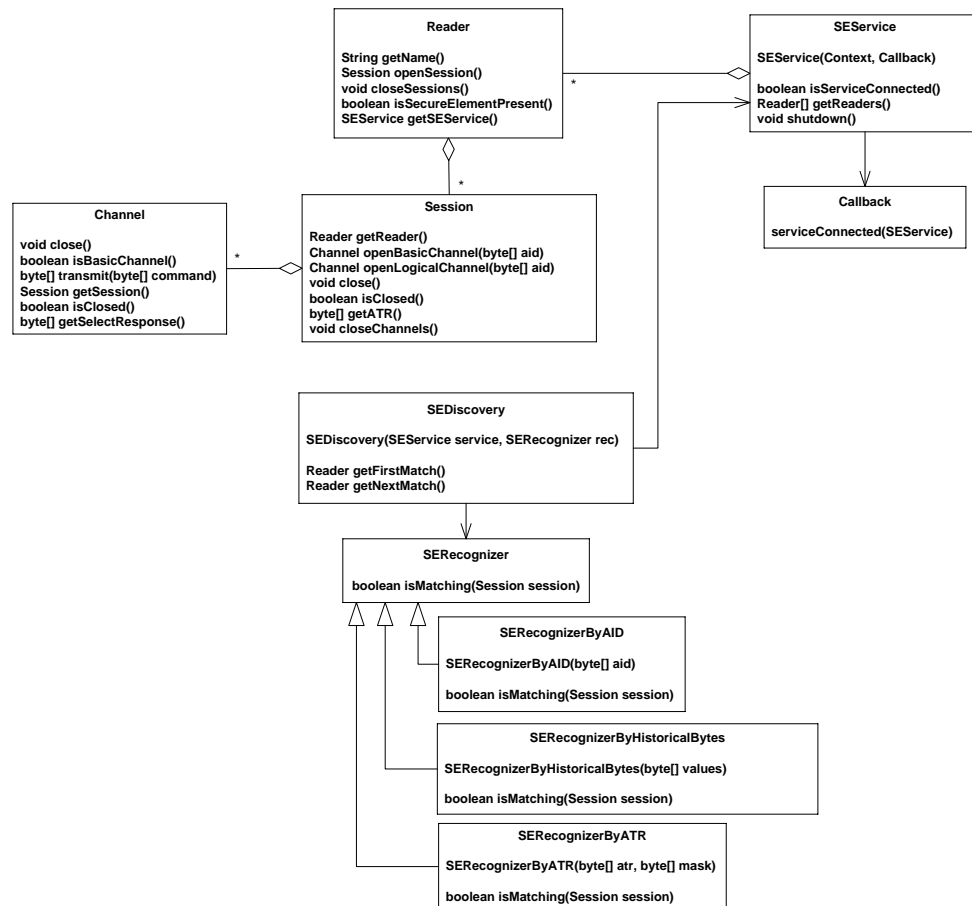 Reader
String getName()
Session openSession()
void closeSessions()
boolean isSecureElementPresent()
SEService getSEService()
SEService
SEService(Context, Callback)
boolean isServiceConnected()
Reader[] getReaders()
void shutdown()
*
*
Callback
serviceConnected(SEService)
Session
Reader getReader()
Channel openBasicChannel(byte[] aid)
Channel openLogicalChannel(byte[] aid)
void close()
boolean isClosed()
byte[] getATR()
void closeChannels()
*
Channel
void close()
boolean isBasicChannel()
byte[] transmit(byte[] command)
Session getSession()
boolean isClosed()
byte[] getSelectResponse()
SEDiscovery
SEDiscovery(SEService service, SERecognizer rec)
Reader getFirstMatch()
Reader getNextMatch()
SERecognizer
boolean isMatching(Session session)
SERecognizerByAID
SERecognizerByAID(byte[] aid)
boolean isMatching(Session session)
SERecognizerByHistoricalBytes
SERecognizerByHistoricalBytes(byte[] values)
boolean isMatching(Session session)
SERecognizerByATR
SERecognizerByATR(byte[] atr, byte[] mask)
boolean isMatching(Session session)